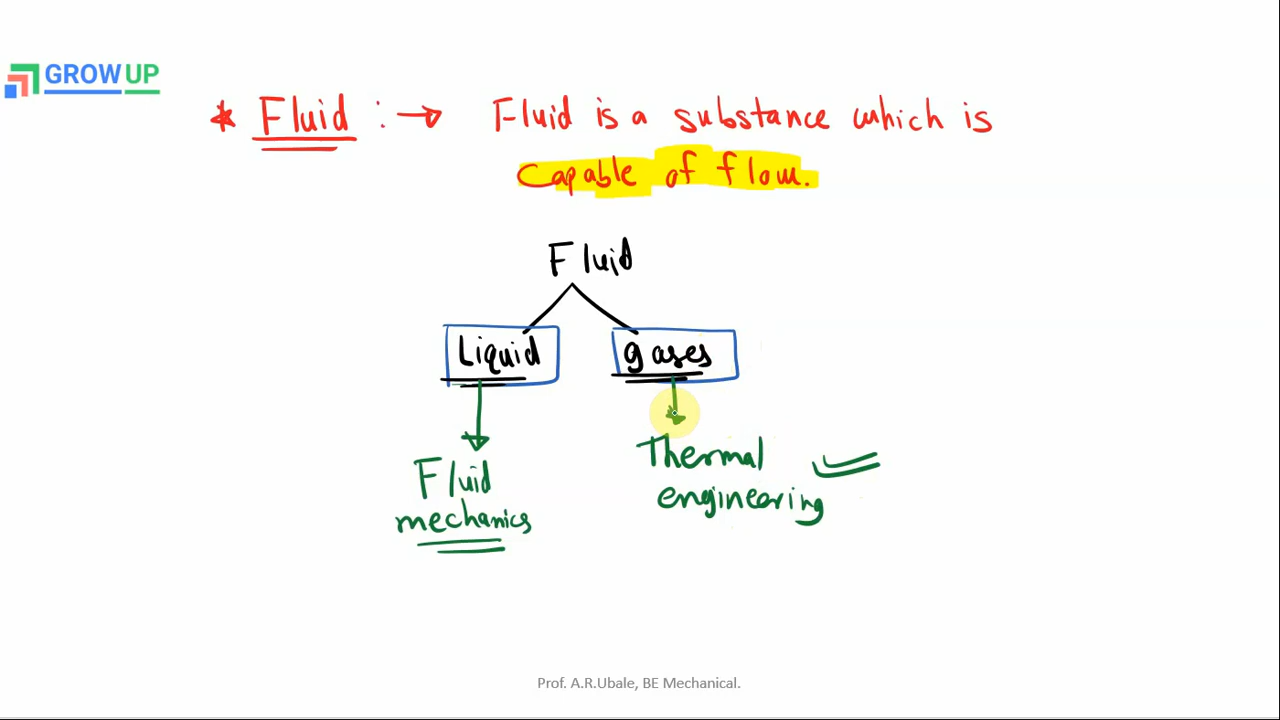 GROW UP
* Fluid :→ Fluid is a substance which is
capable of flow.
Fluid
Liquid gases
Fluid
mechanics
Thermal
engineering
Prof. A.R.Ubale, BE Mechanical.